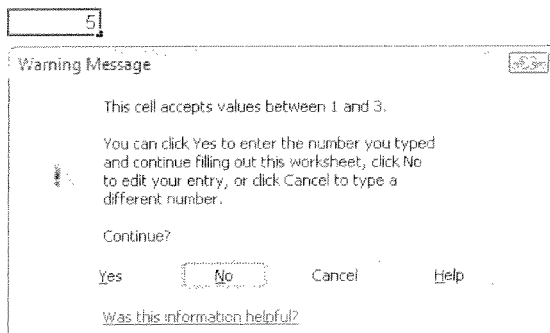 5
Warning Message
This cell accepts values between 1 and 3.
You can click Yes to enter the number you typed
and continue filling out this worksheet, click No
to edit your entry, or click Cancel to type a
different number.
Continue?
Yes No Cancel Help
Was this information helpful?